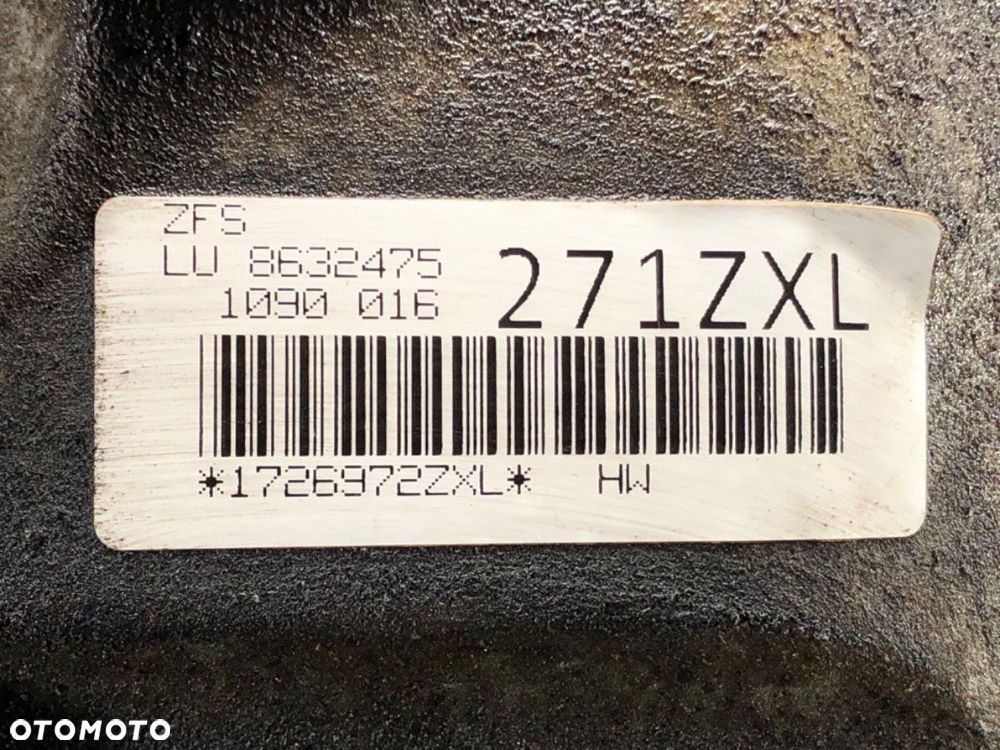 ZFS
LU 8632475
1090 016
271ZXL
*1726972ZXL* HW
OTOMOTO